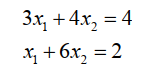 3x₁ + 4x₂ = 4
x₁ + 6x₂ = 2